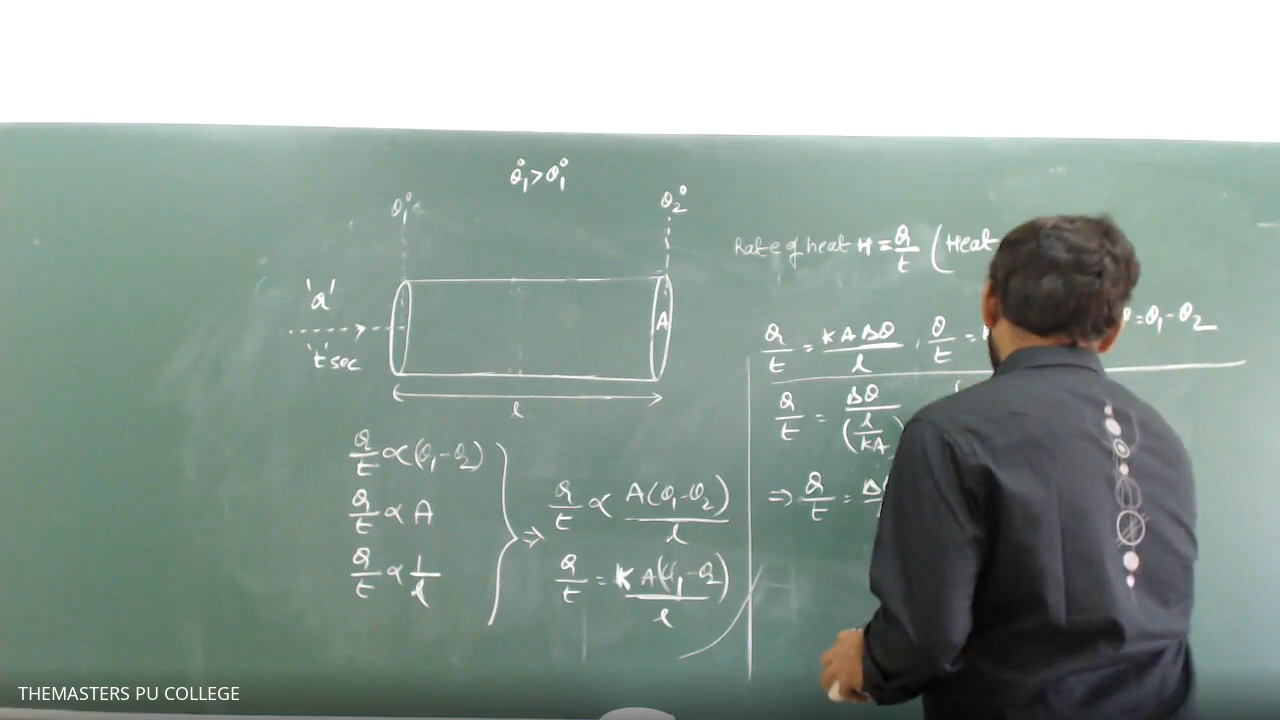 θ₁° > θ₁°
θ₁°
θ₂°
'Q'
't' sec
A
l
Q/t ∝ (θ₁-θ₂)
Q/t ∝ A
Q/t ∝ 1/l
⇒ Q/t ∝ A(θ₁-θ₂)/l
Q/t = KA(θ₁-θ₂)/l
Rate of heat H = Q/t (Heat
Q/t = KAΔθ/l , Q/t =
= θ₁-θ₂
Q/t = Δθ/(l/KA)
⇒ Q/t =
THEMASTERS PU COLLEGE